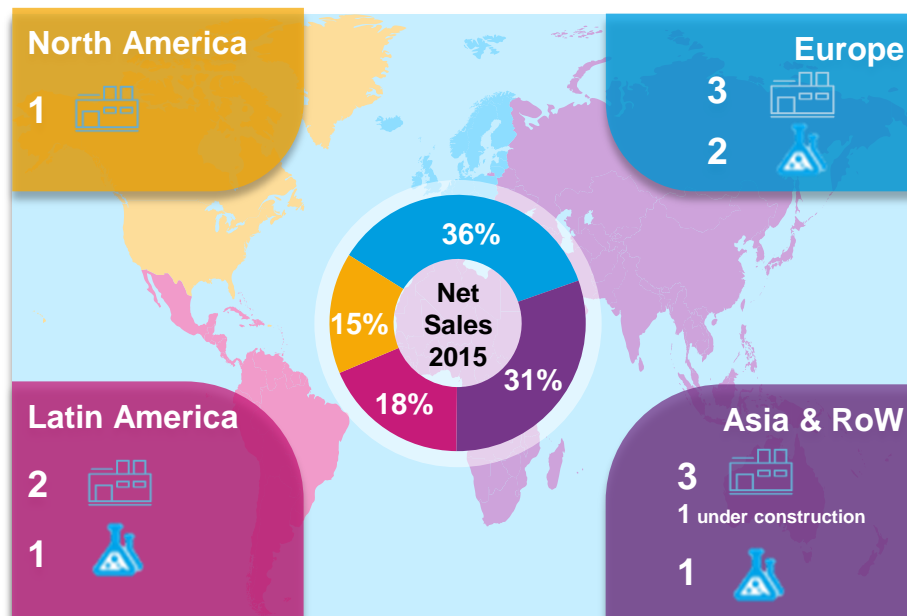 North America
1
Europe
3
2
36%
15%
Net
Sales
2015
31%
18%
Latin America
2
1
Asia & RoW
3
1 under construction
1